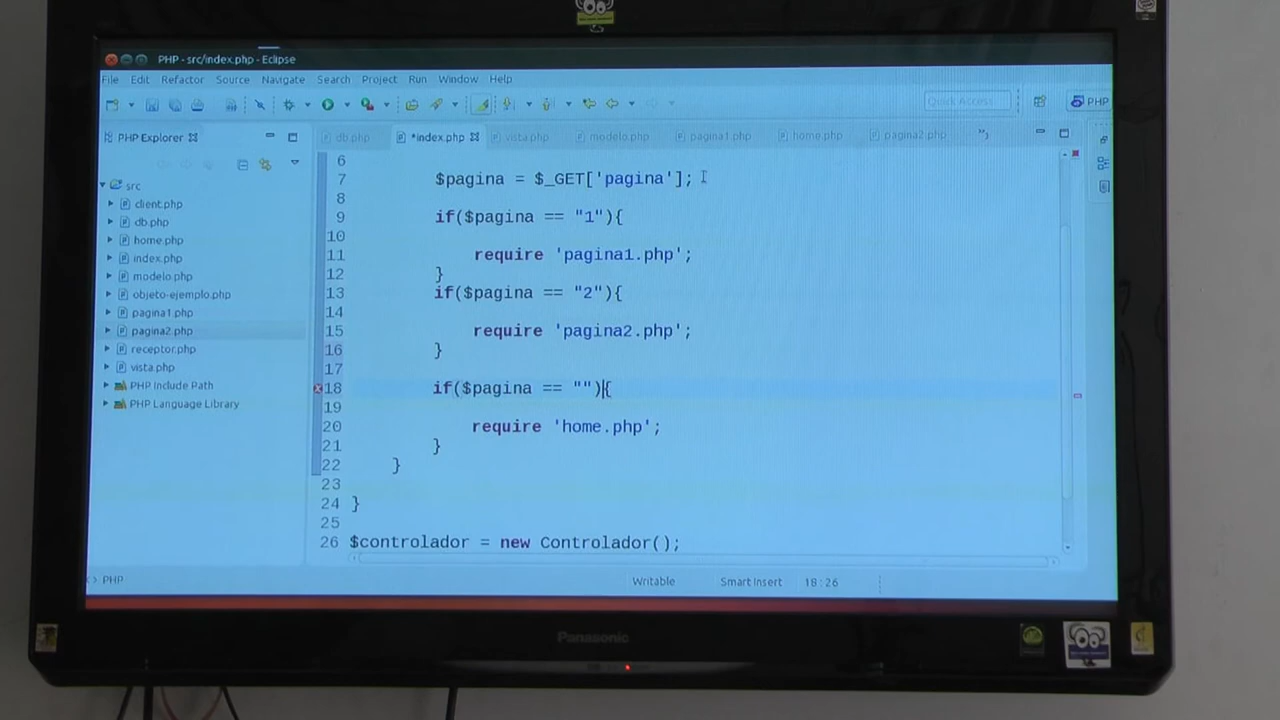 PHP - src/index.php - Eclipse
File Edit Refactor Source Navigate Search Project Run Window Help
Quick Access PHP
PHP Explorer db.php *index.php vista.php modelo.php pagina1.php home.php pagina2.php
src
client.php
db.php
home.php
index.php
modelo.php
objeto-ejemplo.php
pagina1.php
pagina2.php
receptor.php
vista.php
PHP Include Path
PHP Language Library
6
7 $pagina = $_GET['pagina'];
8
9 if($pagina == "1"){
10
11 require 'pagina1.php';
12 }
13 if($pagina == "2"){
14
15 require 'pagina2.php';
16 }
17
18 if($pagina == ""){
19
20 require 'home.php';
21 }
22 }
23
24 }
25
26 $controlador = new Controlador();
PHP Writable Smart Insert 18:26
Panasonic